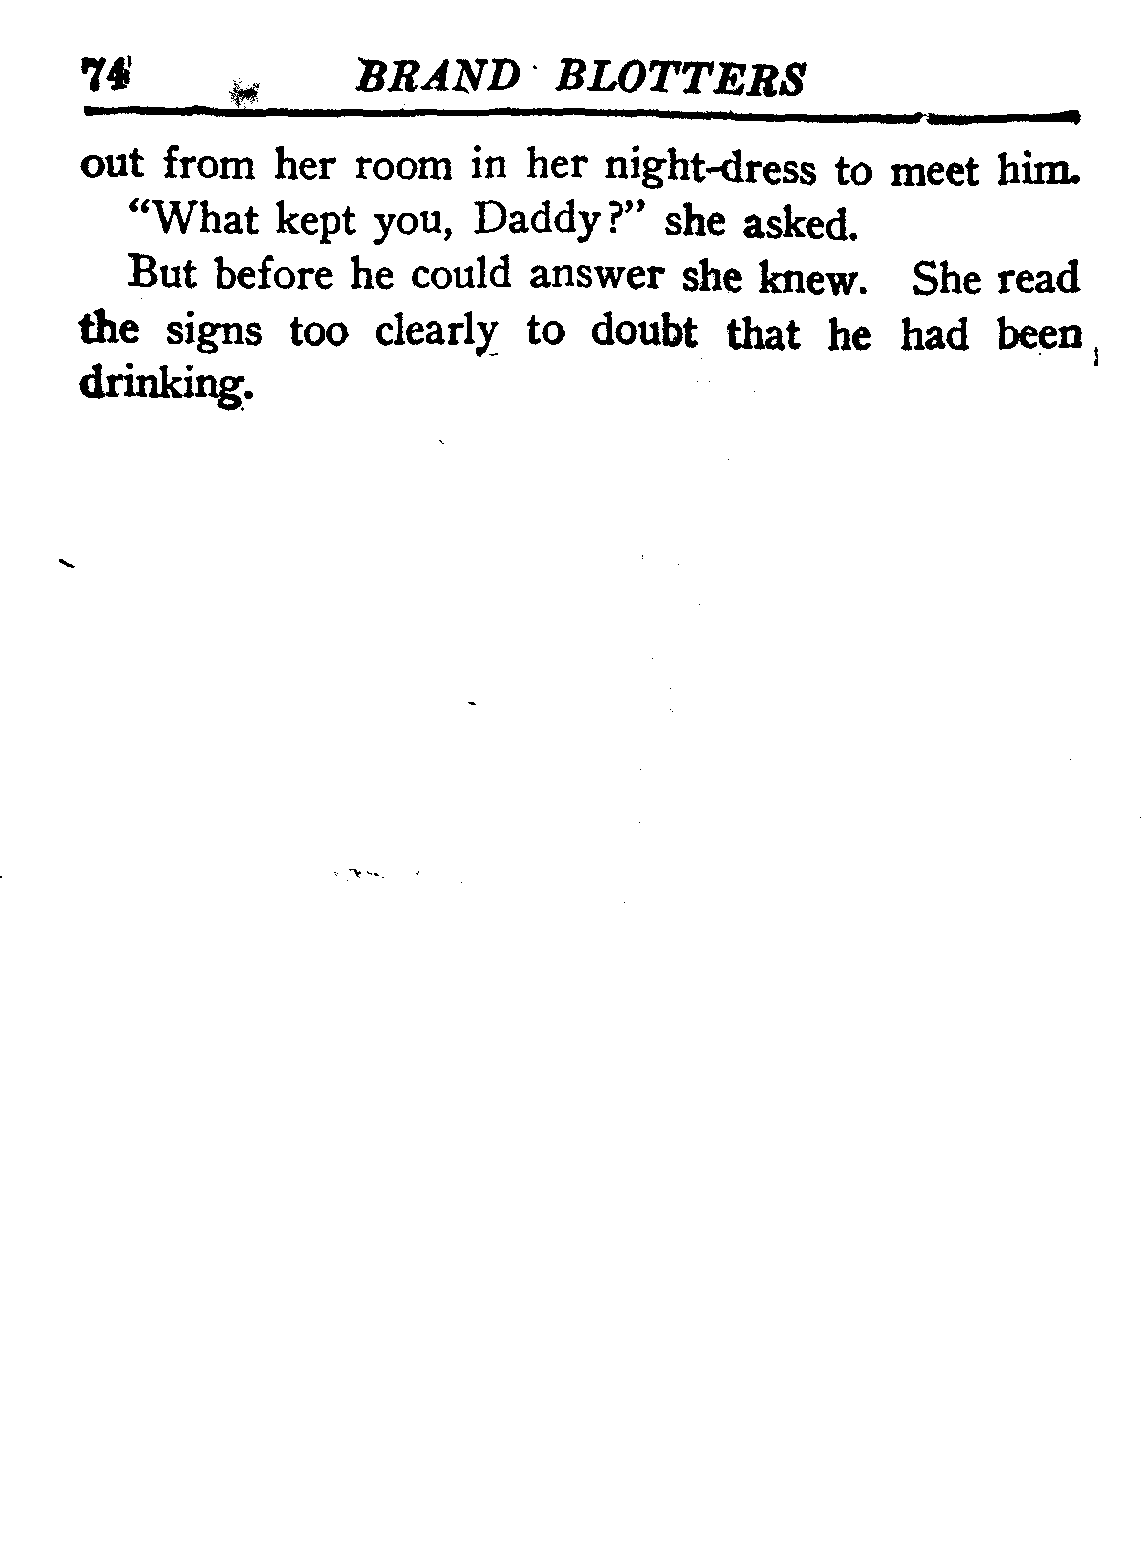 74 BRAND BLOTTERS
out from her room in her night-dress to meet him.
"What kept you, Daddy?" she asked.
But before he could answer she knew. She read
the signs too clearly to doubt that he had been
drinking.